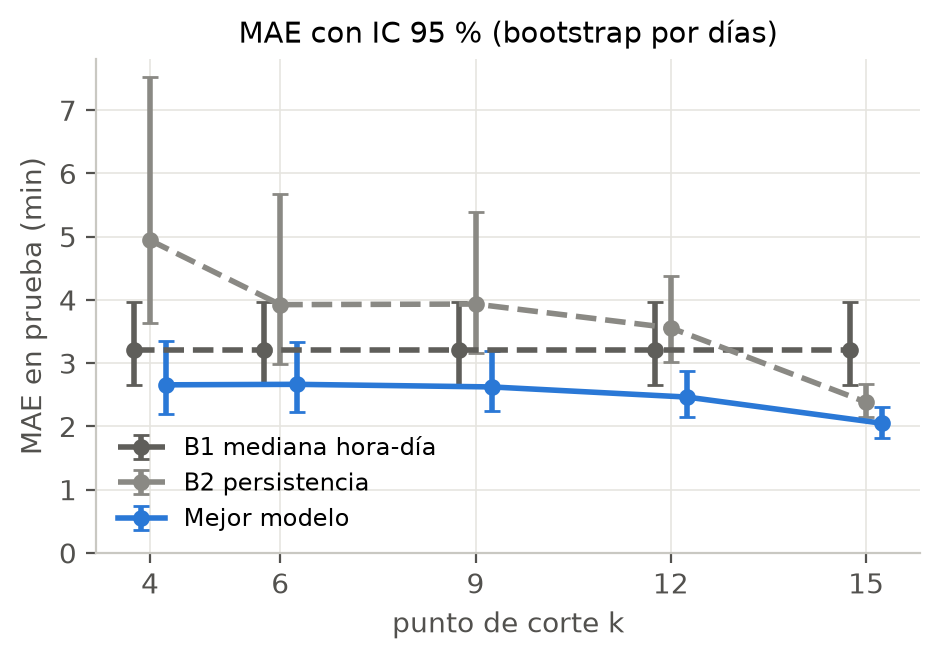 MAE con IC 95 % (bootstrap por días)
MAE en prueba (min)
7
6
5
4
3
2
1
0
B1 mediana hora-día
B2 persistencia
Mejor modelo
4 6 9 12 15
punto de corte k